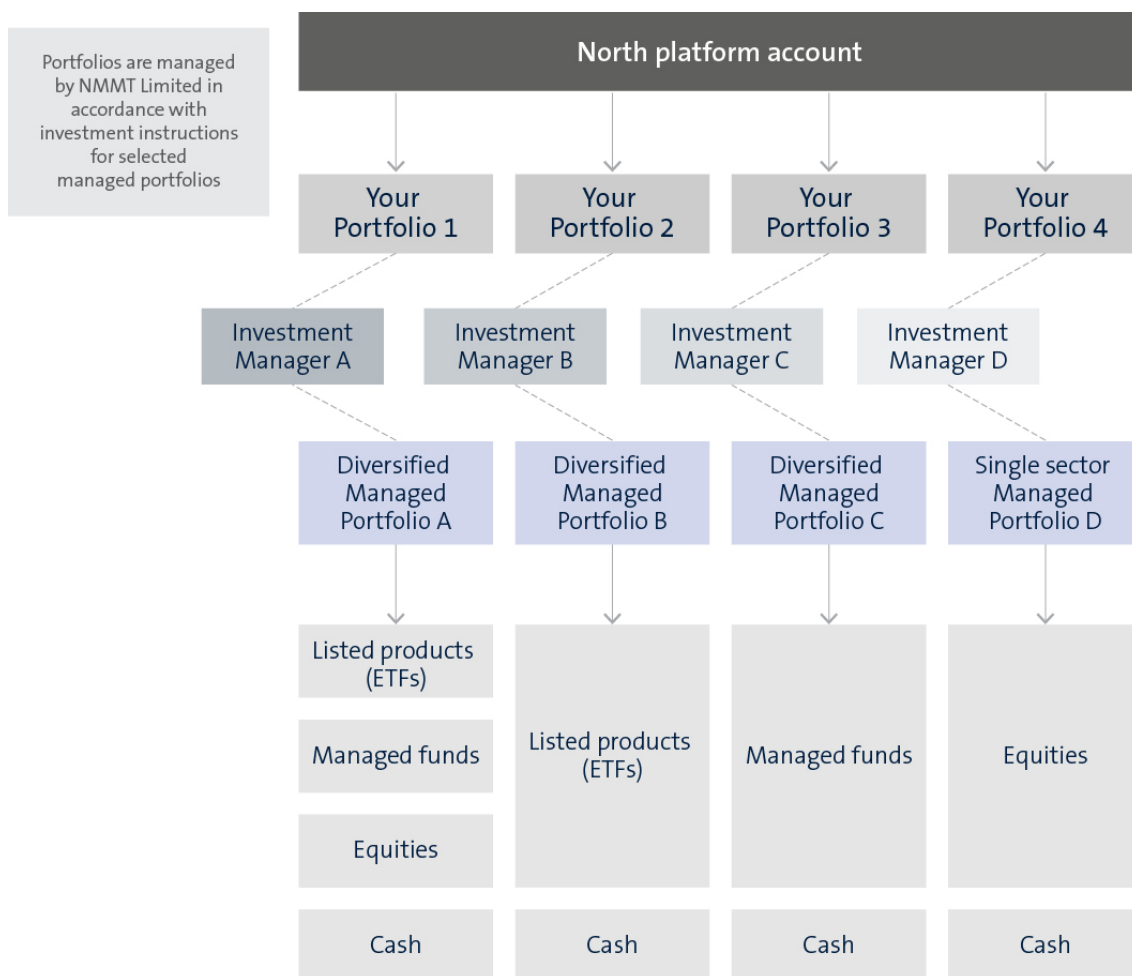 Portfolios are managed
by NMMT Limited in
accordance with
investment instructions
for selected
managed portfolios
North platform account
Your
Portfolio 1
Your
Portfolio 2
Your
Portfolio 3
Your
Portfolio 4
Investment
Manager A
Investment
Manager B
Investment
Manager C
Investment
Manager D
Diversified
Managed
Portfolio A
Diversified
Managed
Portfolio B
Diversified
Managed
Portfolio C
Single sector
Managed
Portfolio D
Listed products
(ETFs)
Managed funds
Equities
Listed products
(ETFs)
Managed funds
Equities
Cash
Cash
Cash
Cash